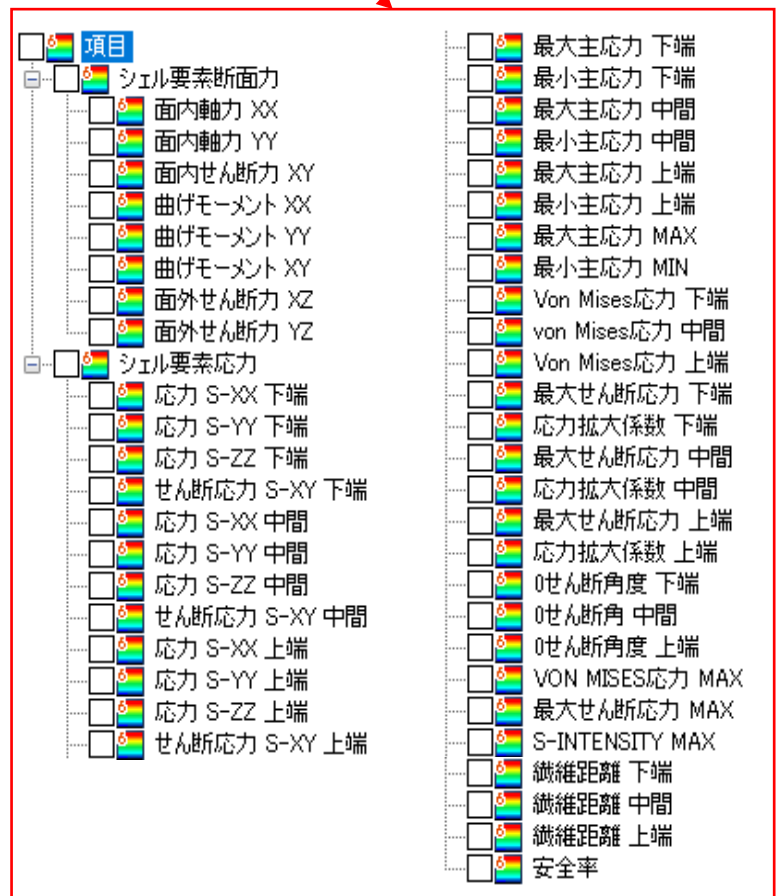 項目
シェル要素断面力
面内軸力 XX
面内軸力 YY
面内せん断力 XY
曲げモーメント XX
曲げモーメント YY
曲げモーメント XY
面外せん断力 XZ
面外せん断力 YZ
シェル要素応力
応力 S-XX 下端
応力 S-YY 下端
応力 S-ZZ 下端
せん断応力 S-XY 下端
応力 S-XX 中間
応力 S-YY 中間
応力 S-ZZ 中間
せん断応力 S-XY 中間
応力 S-XX 上端
応力 S-YY 上端
応力 S-ZZ 上端
せん断応力 S-XY 上端
最大主応力 下端
最小主応力 下端
最大主応力 中間
最小主応力 中間
最大主応力 上端
最小主応力 上端
最大主応力 MAX
最小主応力 MIN
Von Mises応力 下端
von Mises応力 中間
Von Mises応力 上端
最大せん断応力 下端
応力拡大係数 下端
最大せん断応力 中間
応力拡大係数 中間
最大せん断応力 上端
応力拡大係数 上端
0せん断角度 下端
0せん断角 中間
0せん断角度 上端
VON MISES応力 MAX
最大せん断応力 MAX
S-INTENSITY MAX
繊維距離 下端
繊維距離 中間
繊維距離 上端
安全率